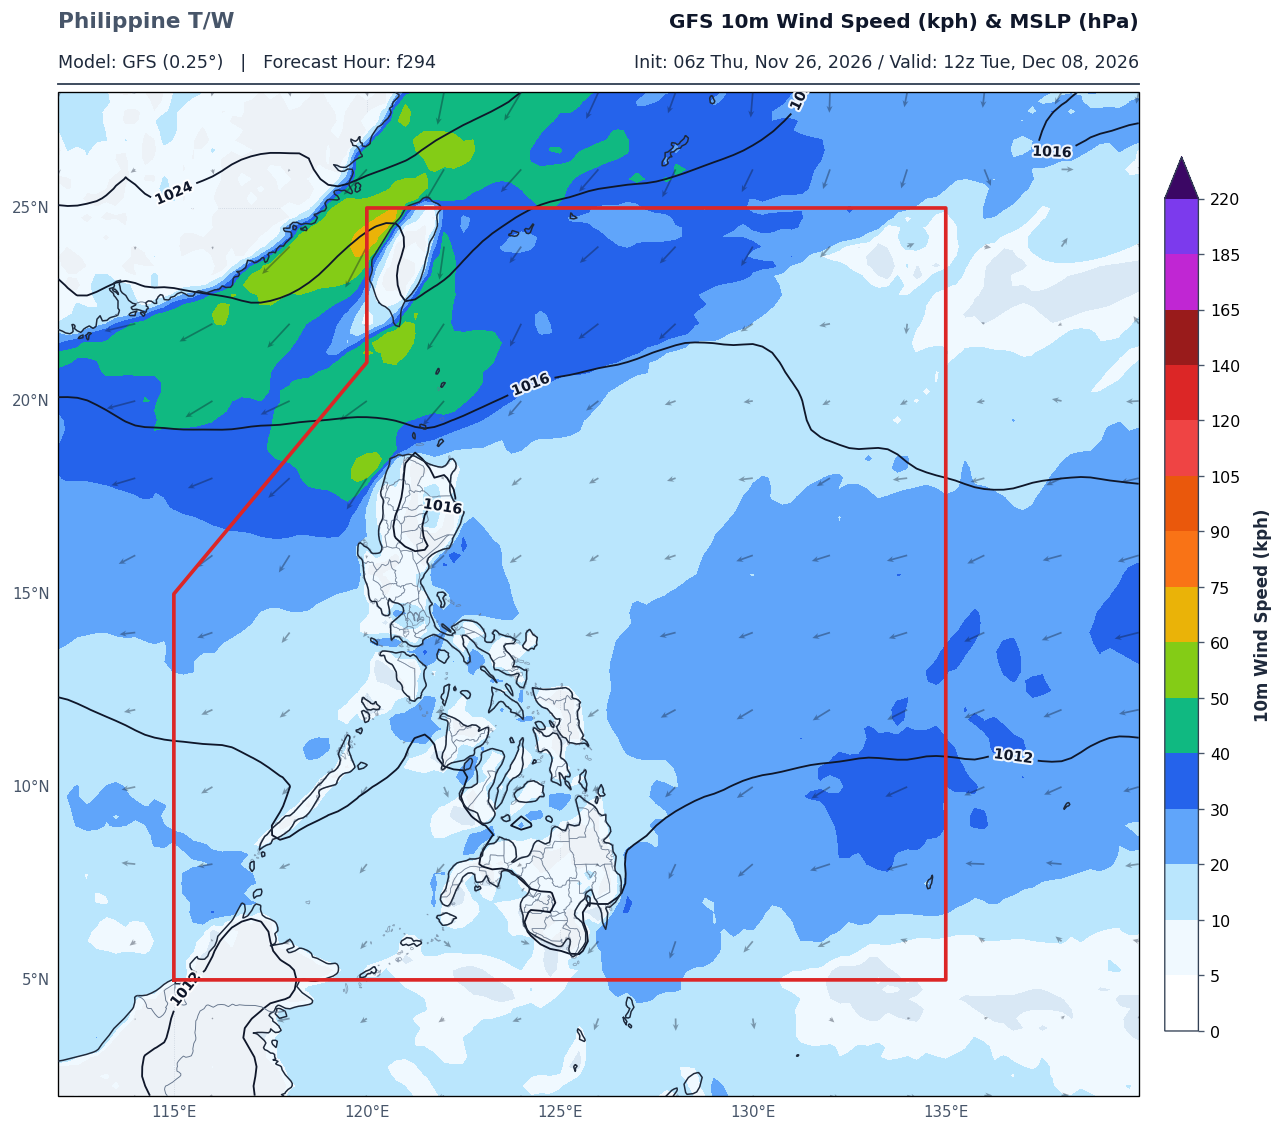 Philippine T/W
GFS 10m Wind Speed (kph) & MSLP (hPa)
Model: GFS (0.25°) | Forecast Hour: f294
Init: 06z Thu, Nov 26, 2026 / Valid: 12z Tue, Dec 08, 2026
10
1016
1024
1016
1016
1012
1012
25°N
20°N
15°N
10°N
5°N
115°E
120°E
125°E
130°E
135°E
220
185
165
140
120
105
90
75
60
50
40
30
20
10
5
0
10m Wind Speed (kph)